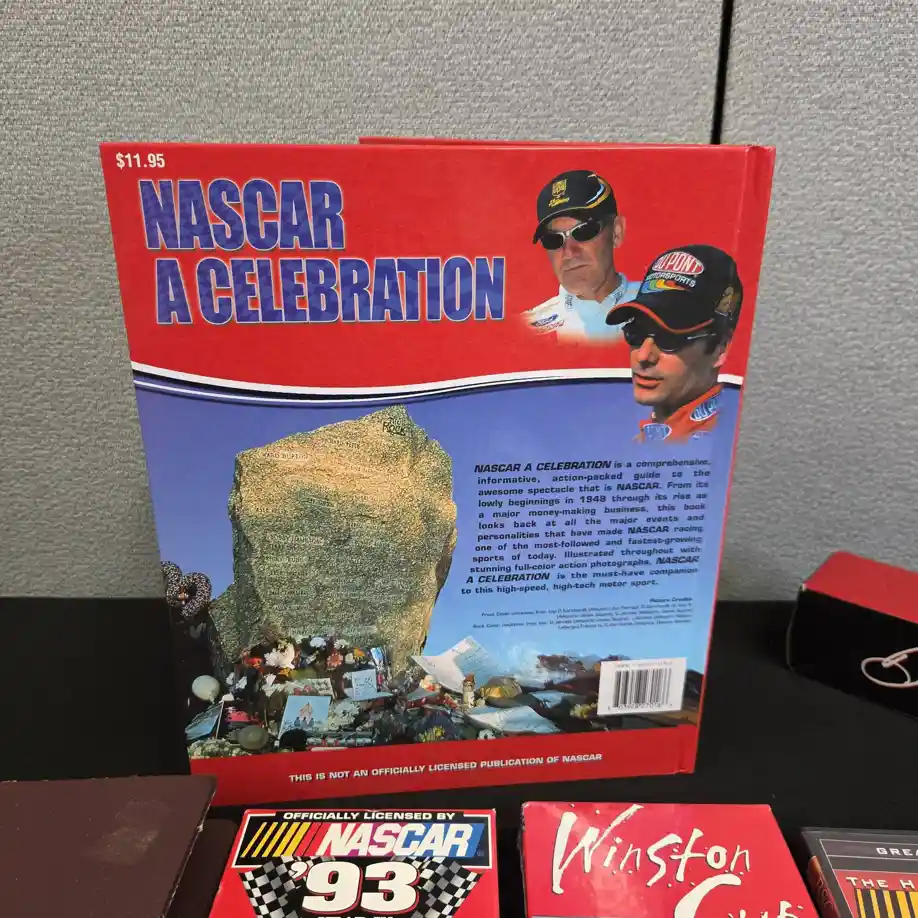 $11.95
NASCAR
A CELEBRATION
DUPONT
MOTORSPORTS
NASCAR A CELEBRATION is a comprehensive,
informative, action-packed guide to the
awesome spectacle that is NASCAR. From its
lowly beginnings in 1948 through its rise as
a major money-making business, this book
looks back at all the major events and
personalities that have made NASCAR racing
one of the most-followed and fastest-growing
sports of today. Illustrated throughout with
stunning full-color action photographs, NASCAR
A CELEBRATION is the must-have companion
to this high-speed, high-tech motor sport.
Picture Credits
THIS IS NOT AN OFFICIALLY LICENSED PUBLICATION OF NASCAR
OFFICIALLY LICENSED BY
NASCAR
'93
Winston
GREA
THE H